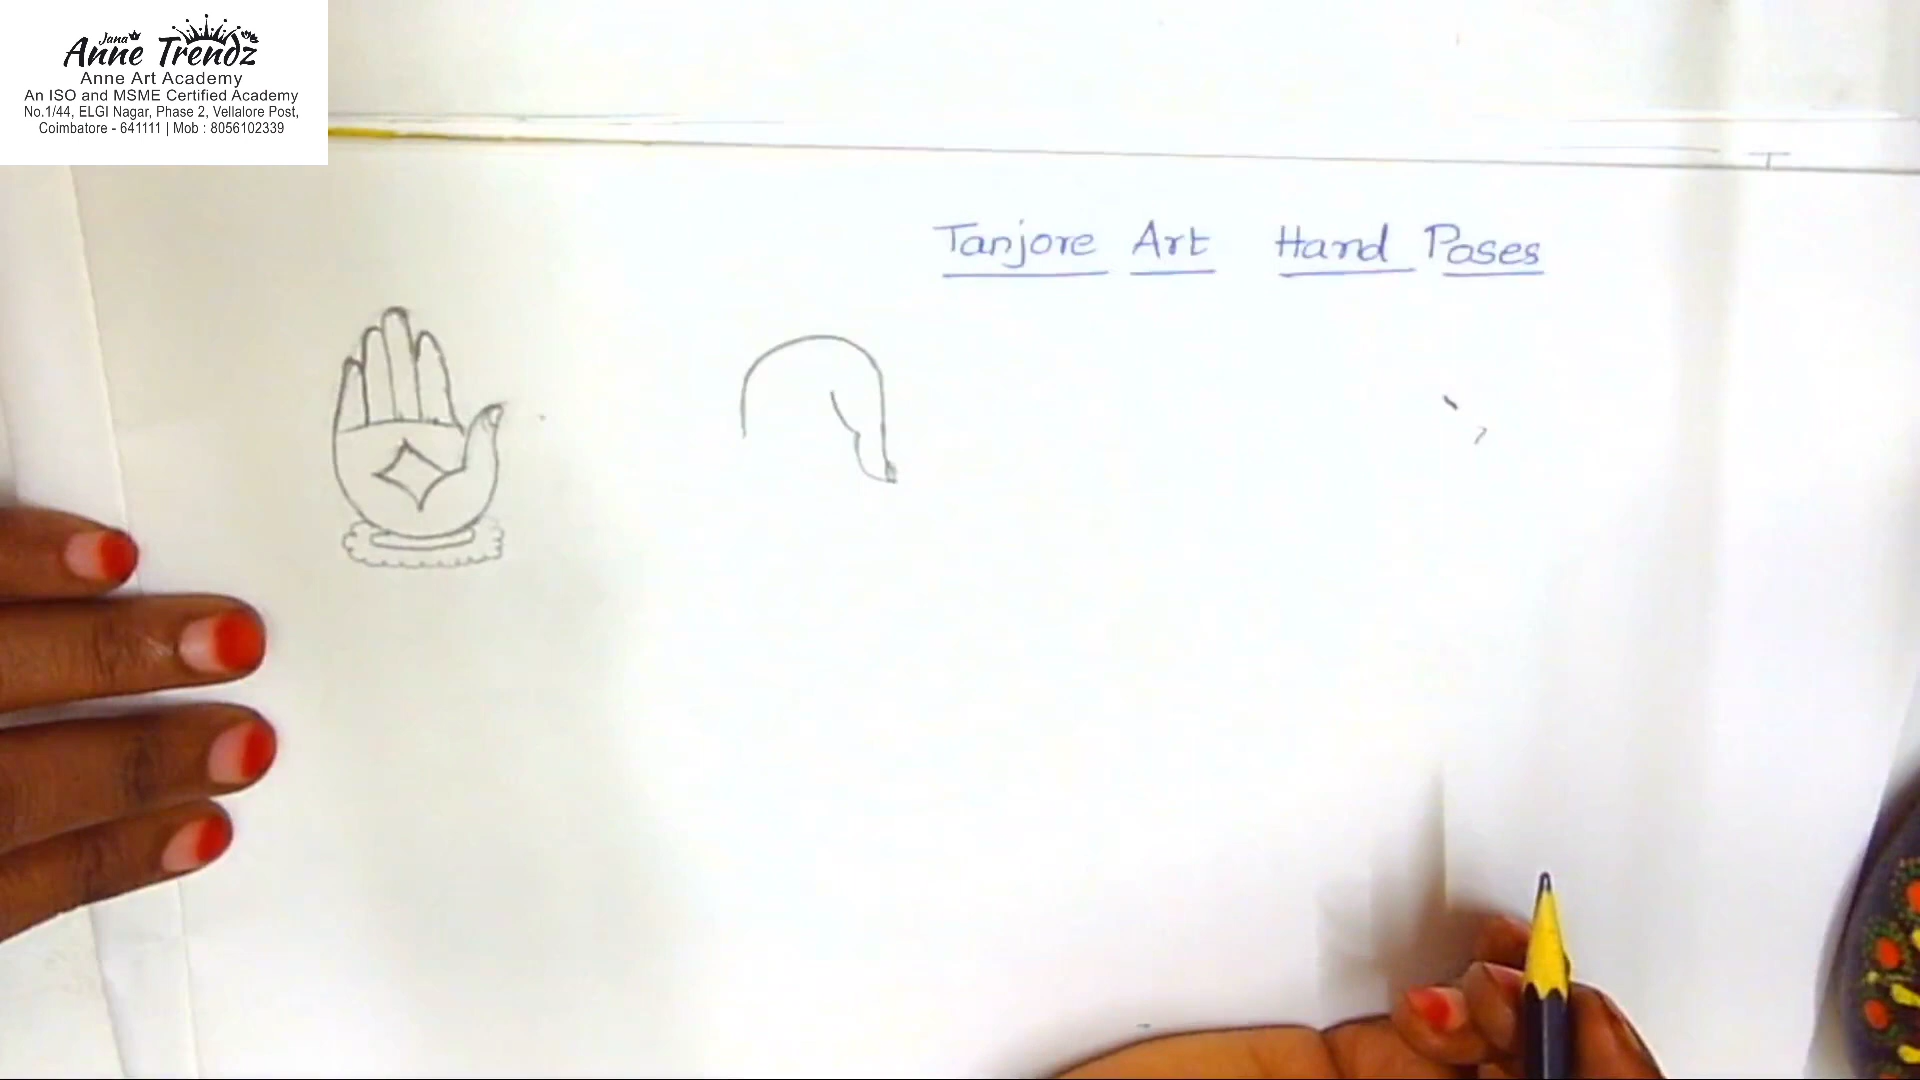 Jana
Anne Trendz
Anne Art Academy
An ISO and MSME Certified Academy
No.1/44, ELGI Nagar, Phase 2, Vellalore Post,
Coimbatore - 641111 | Mob : 8056102339
Tanjore Art Hand Poses